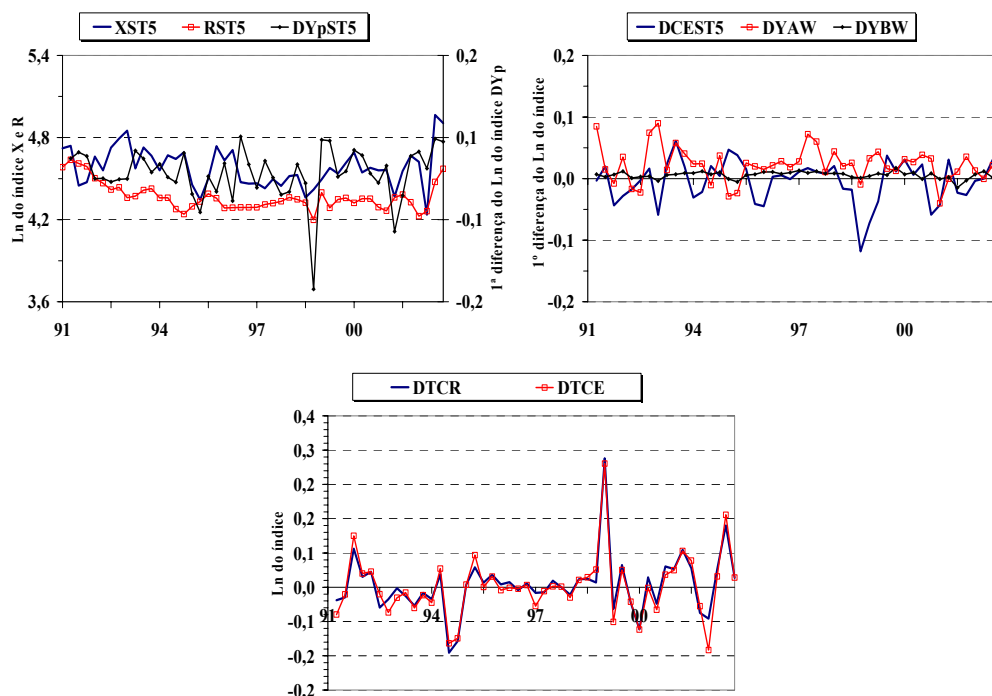 XST5 RST5 DYpST5
Ln do índice X e R
5,4
4,8
4,2
3,6
0,2
0,1
-0,1
-0,2
1ª diferença do Ln do índice DYp
91 94 97 00
DCEST5 DYAW DYBW
1º diferença do Ln do índice
0,2
0,1
0,0
-0,1
-0,2
91 94 97 00
DTCR DTCE
Ln do índice
0,4
0,2
0,2
0,1
0,0
-0,1
-0,2
-0,2
91 94 97 00